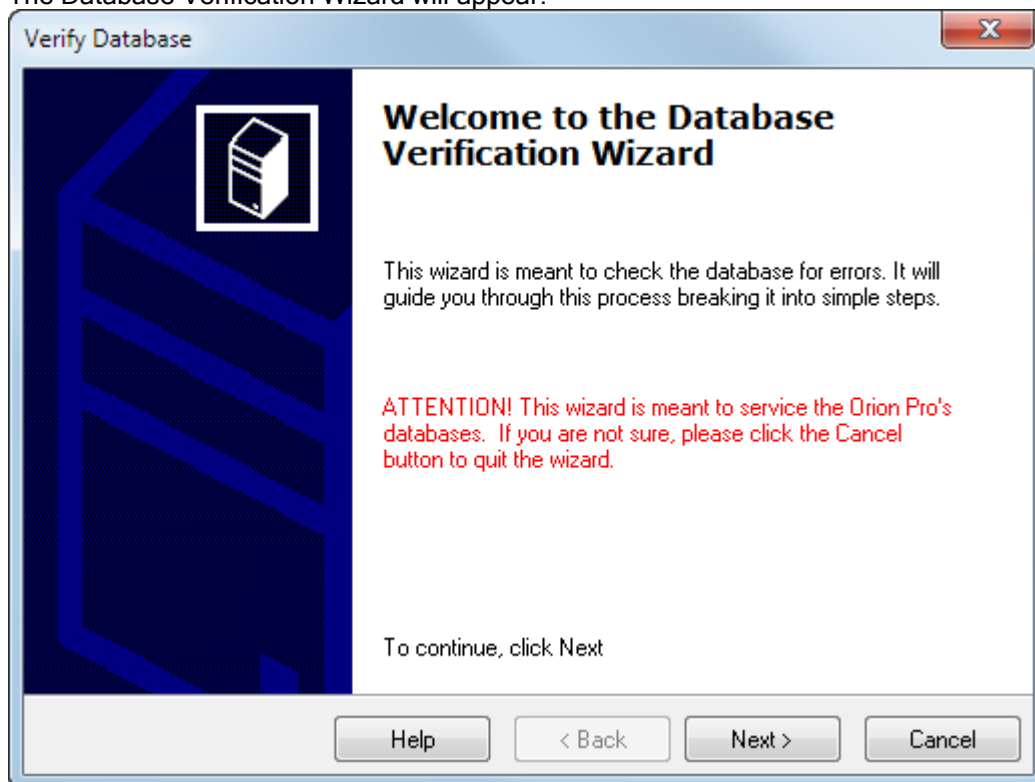 The Database Verification Wizard will appear.
Verify Database
Welcome to the Database
Verification Wizard
This wizard is meant to check the database for errors. It will
guide you through this process breaking it into simple steps.
ATTENTION! This wizard is meant to service the Orion Pro's
databases.  If you are not sure, please click the Cancel
button to quit the wizard.
To continue, click Next
Help
< Back
Next >
Cancel